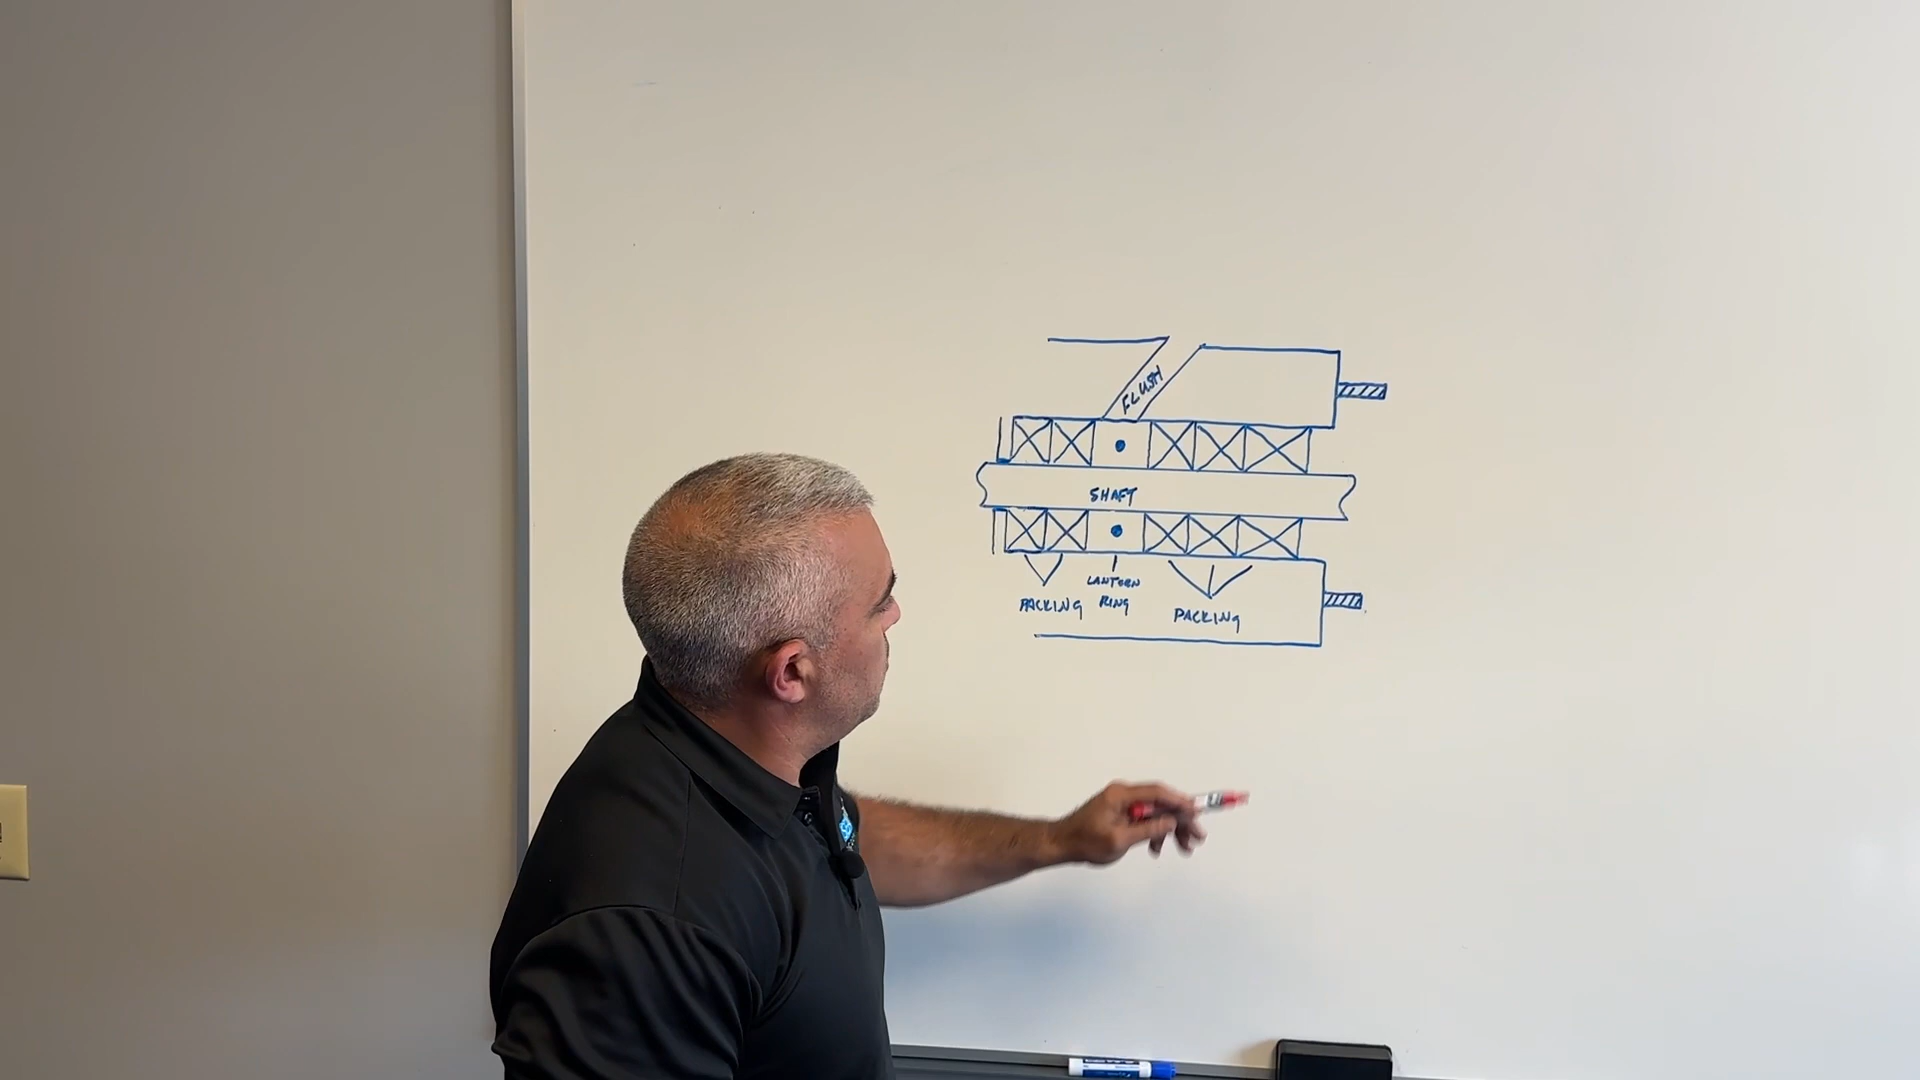 FLUSH
SHAFT
LANTERN
RING
PACKING
PACKING